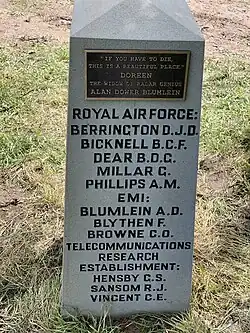 "IF YOU HAVE TO DIE,
THIS IS A BEAUTIFUL PLACE"
DOREEN
THE WIDOW OF RADAR GENIUS
ALAN DOWER BLUMLEIN
ROYAL AIR FORCE:
BERRINGTON D.J.D.
BICKNELL B.C.F.
DEAR B.D.G.
MILLAR G.
PHILLIPS A.M.
EMI:
BLUMLEIN A.D.
BLYTHEN F.
BROWNE C.O.
TELECOMMUNICATIONS
RESEARCH
ESTABLISHMENT:
HENSBY G.S.
SANSOM R.J.
VINCENT C.E.